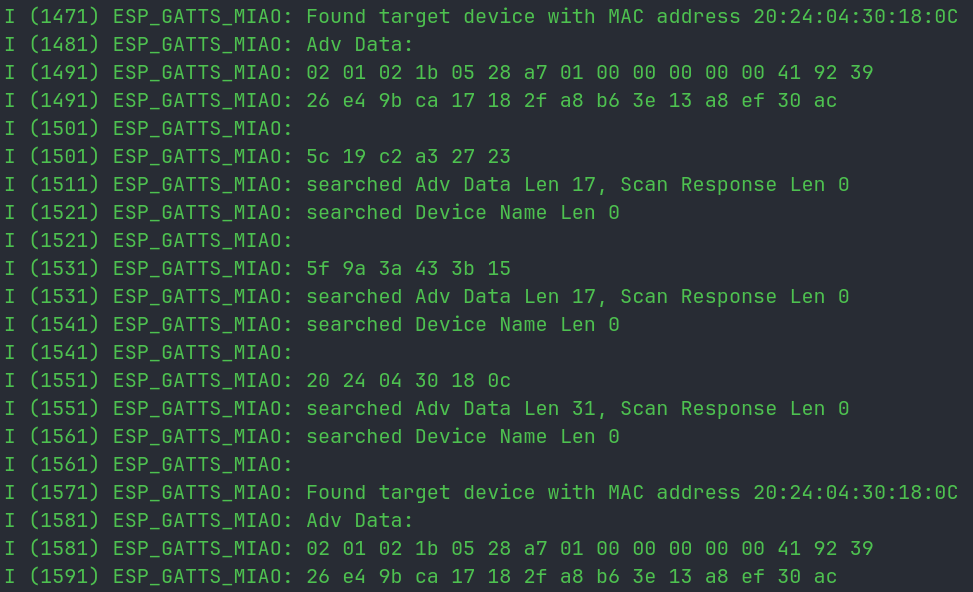 I (1471) ESP_GATTS_MIAO: Found target device with MAC address 20:24:04:30:18:0C
I (1481) ESP_GATTS_MIAO: Adv Data:
I (1491) ESP_GATTS_MIAO: 02 01 02 1b 05 28 a7 01 00 00 00 00 00 41 92 39
I (1491) ESP_GATTS_MIAO: 26 e4 9b ca 17 18 2f a8 b6 3e 13 a8 ef 30 ac
I (1501) ESP_GATTS_MIAO:
I (1501) ESP_GATTS_MIAO: 5c 19 c2 a3 27 23
I (1511) ESP_GATTS_MIAO: searched Adv Data Len 17, Scan Response Len 0
I (1521) ESP_GATTS_MIAO: searched Device Name Len 0
I (1521) ESP_GATTS_MIAO:
I (1531) ESP_GATTS_MIAO: 5f 9a 3a 43 3b 15
I (1531) ESP_GATTS_MIAO: searched Adv Data Len 17, Scan Response Len 0
I (1541) ESP_GATTS_MIAO: searched Device Name Len 0
I (1541) ESP_GATTS_MIAO:
I (1551) ESP_GATTS_MIAO: 20 24 04 30 18 0c
I (1551) ESP_GATTS_MIAO: searched Adv Data Len 31, Scan Response Len 0
I (1561) ESP_GATTS_MIAO: searched Device Name Len 0
I (1561) ESP_GATTS_MIAO:
I (1571) ESP_GATTS_MIAO: Found target device with MAC address 20:24:04:30:18:0C
I (1581) ESP_GATTS_MIAO: Adv Data:
I (1581) ESP_GATTS_MIAO: 02 01 02 1b 05 28 a7 01 00 00 00 00 00 41 92 39
I (1591) ESP_GATTS_MIAO: 26 e4 9b ca 17 18 2f a8 b6 3e 13 a8 ef 30 ac